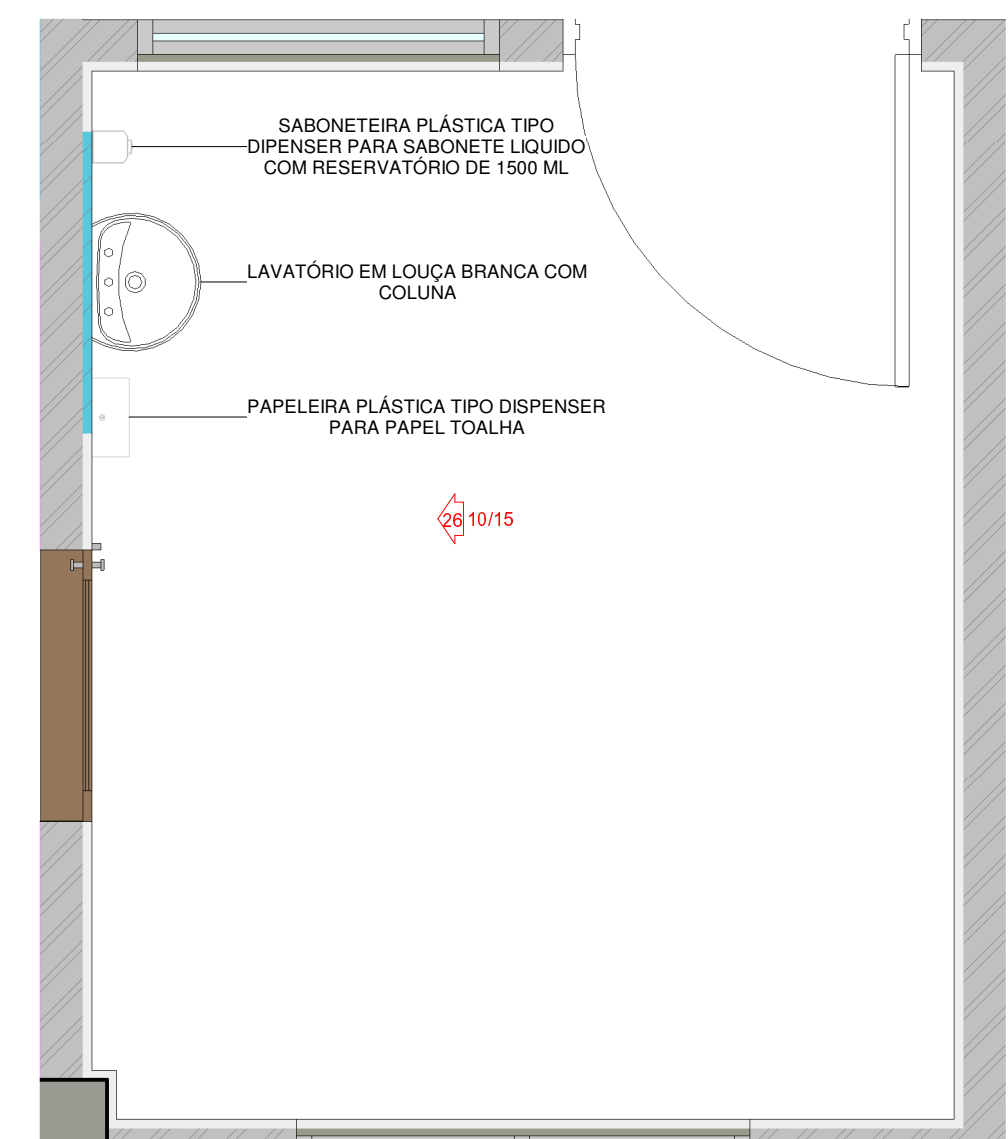 SABONETEIRA PLÁSTICA TIPO
DIPENSER PARA SABONETE LIQUIDO
COM RESERVATÓRIO DE 1500 ML
LAVATÓRIO EM LOUÇA BRANCA COM
COLUNA
PAPELEIRA PLÁSTICA TIPO DISPENSER
PARA PAPEL TOALHA
26 10/15